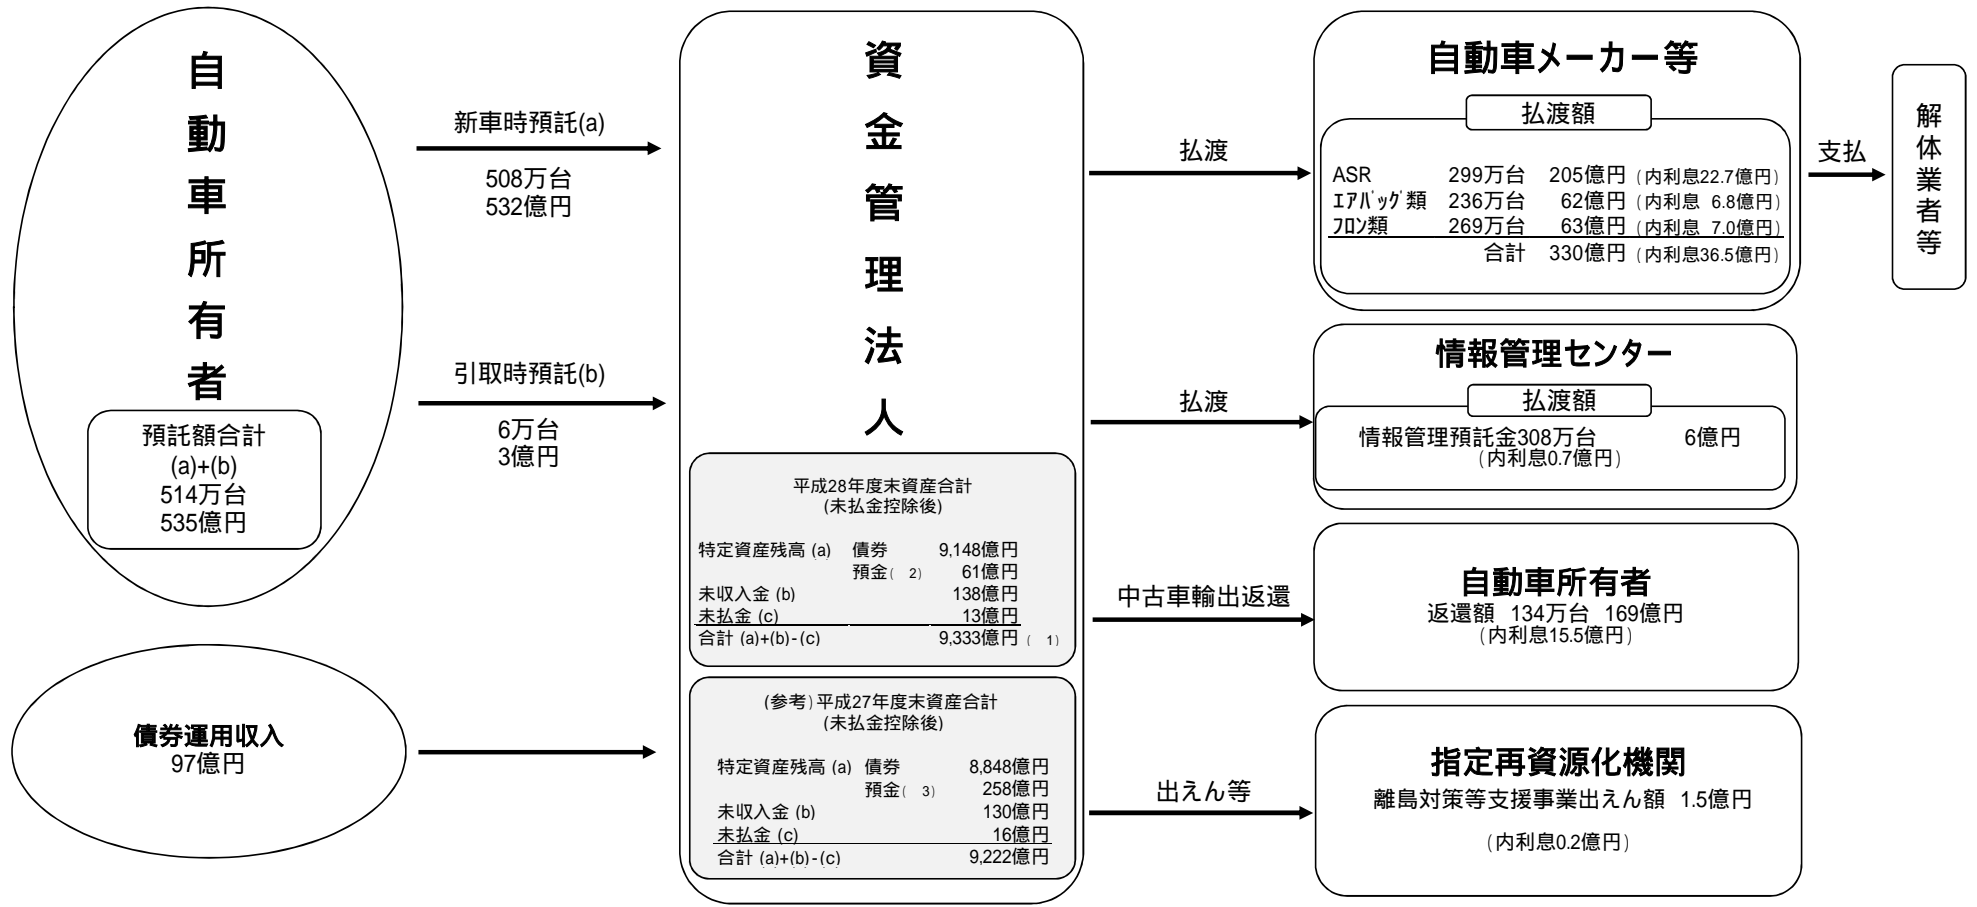 自動車所有者
預託額合計
(a)+(b)
514万台
535億円
債券運用収入
97億円
新車時預託(a)
508万台
532億円
引取時預託(b)
6万台
3億円
資金管理法人
平成28年度末資産合計
(未払金控除後)
特定資産残高 (a) 債券 9,148億円
預金( 2) 61億円
未収入金 (b) 138億円
未払金 (c) 13億円
合計 (a)+(b)-(c) 9,333億円 ( 1)
(参考)平成27年度末資産合計
(未払金控除後)
特定資産残高 (a) 債券 8,848億円
預金( 3) 258億円
未収入金 (b) 130億円
未払金 (c) 16億円
合計 (a)+(b)-(c) 9,222億円
払渡
自動車メーカー等
払渡額
ASR 299万台 205億円 (内利息22.7億円)
エアバッグ類 236万台 62億円 (内利息 6.8億円)
フロン類 269万台 63億円 (内利息 7.0億円)
合計 330億円 (内利息36.5億円)
支払
解体業者等
払渡
情報管理センター
払渡額
情報管理預託金308万台 6億円
(内利息0.7億円)
中古車輸出返還
自動車所有者
返還額 134万台 169億円
(内利息15.5億円)
出えん等
指定再資源化機関
離島対策等支援事業出えん額 1.5億円
(内利息0.2億円)